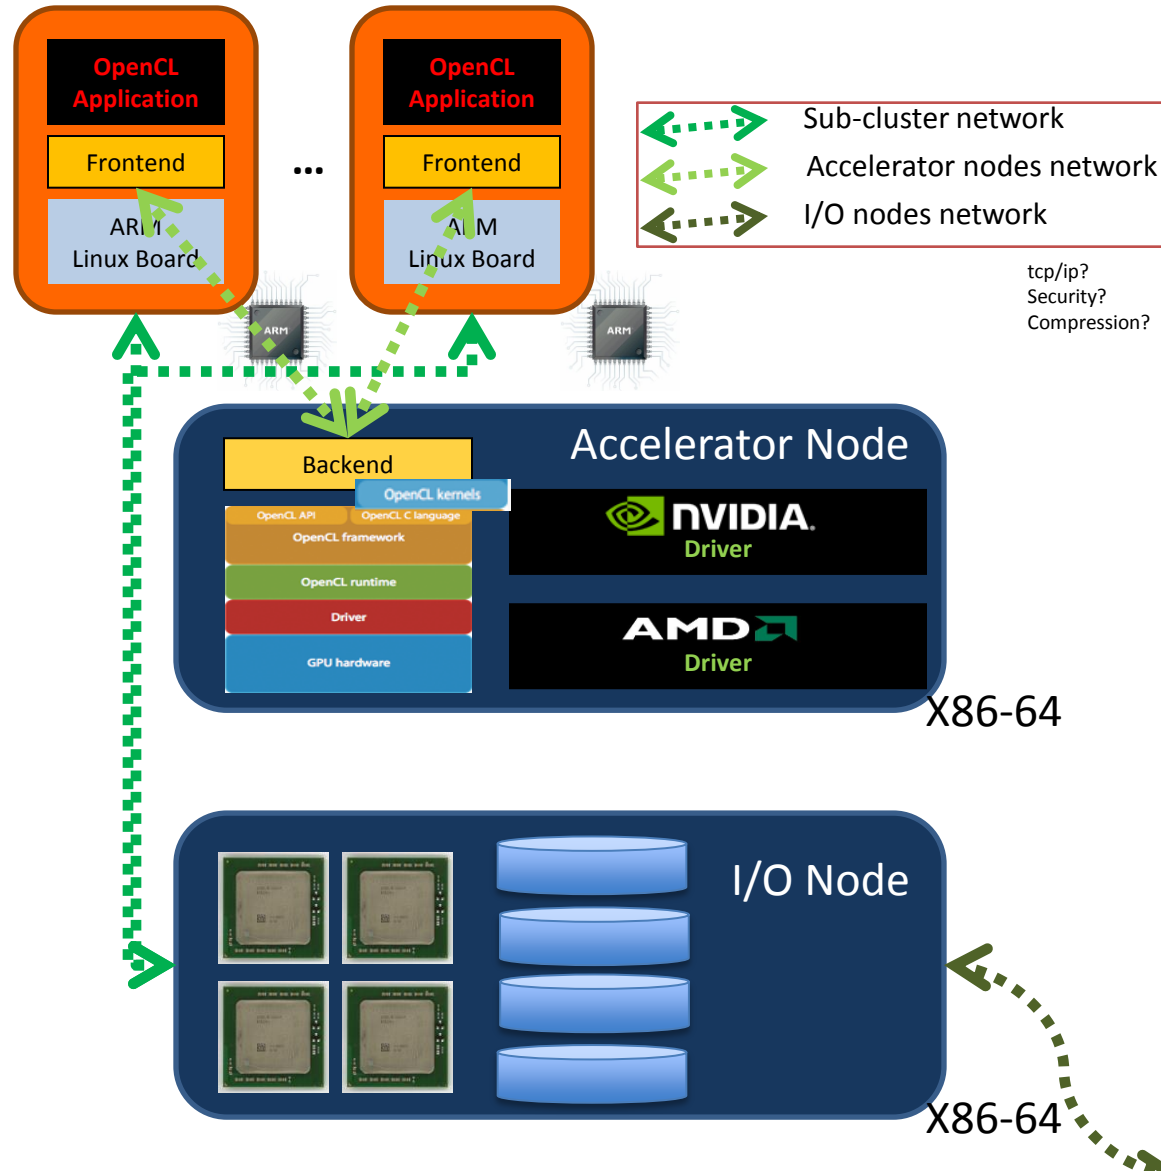 OpenCL
Application
Frontend
ARM
Linux Board
...
OpenCL
Application
Frontend
ARM
Linux Board
Sub-cluster network
Accelerator nodes network
I/O nodes network
tcp/ip?
Security?
Compression?
ARM
ARM
Accelerator Node
Backend
OpenCL kernels
OpenCL API
OpenCL C language
OpenCL framework
OpenCL runtime
Driver
GPU hardware
NVIDIA.
Driver
AMD
Driver
X86-64
I/O Node
X86-64